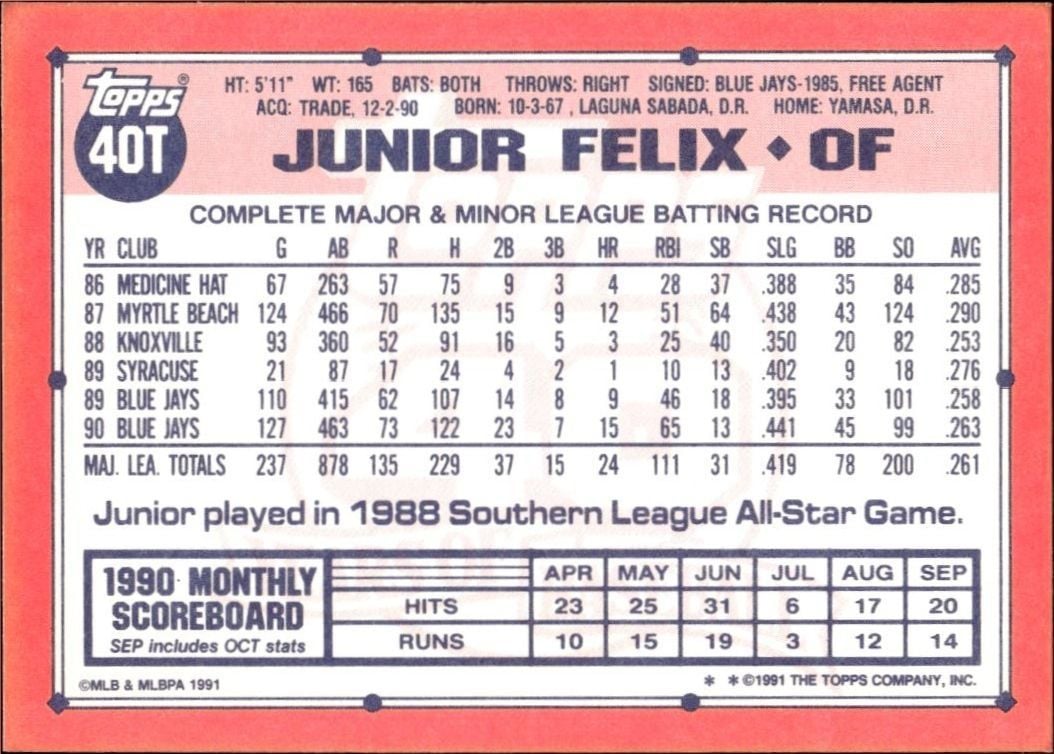 Topps®
40T
HT: 5'11" WT: 165 BATS: BOTH THROWS: RIGHT SIGNED: BLUE JAYS-1985, FREE AGENT
ACQ: TRADE, 12-2-90 BORN: 10-3-67 , LAGUNA SABADA, D.R. HOME: YAMASA, D.R.
JUNIOR FELIX ◆ OF
COMPLETE MAJOR & MINOR LEAGUE BATTING RECORD
YR CLUB G AB R H 2B 3B HR RBI SB SLG BB SO AVG
86 MEDICINE HAT 67 263 57 75 9 3 4 28 37 .388 35 84 .285
87 MYRTLE BEACH 124 466 70 135 15 9 12 51 64 .438 43 124 .290
88 KNOXVILLE 93 360 52 91 16 5 3 25 40 .350 20 82 .253
89 SYRACUSE 21 87 17 24 4 2 1 10 13 .402 9 18 .276
89 BLUE JAYS 110 415 62 107 14 8 9 46 18 .395 33 101 .258
90 BLUE JAYS 127 463 73 122 23 7 15 65 13 .441 45 99 .263
MAJ. LEA. TOTALS 237 878 135 229 37 15 24 111 31 .419 78 200 .261
Junior played in 1988 Southern League All-Star Game.
1990 MONTHLY SCOREBOARD
SEP includes OCT stats
APR MAY JUN JUL AUG SEP
HITS 23 25 31 6 17 20
RUNS 10 15 19 3 12 14
©MLB & MLBPA 1991
* * ©1991 THE TOPPS COMPANY, INC.